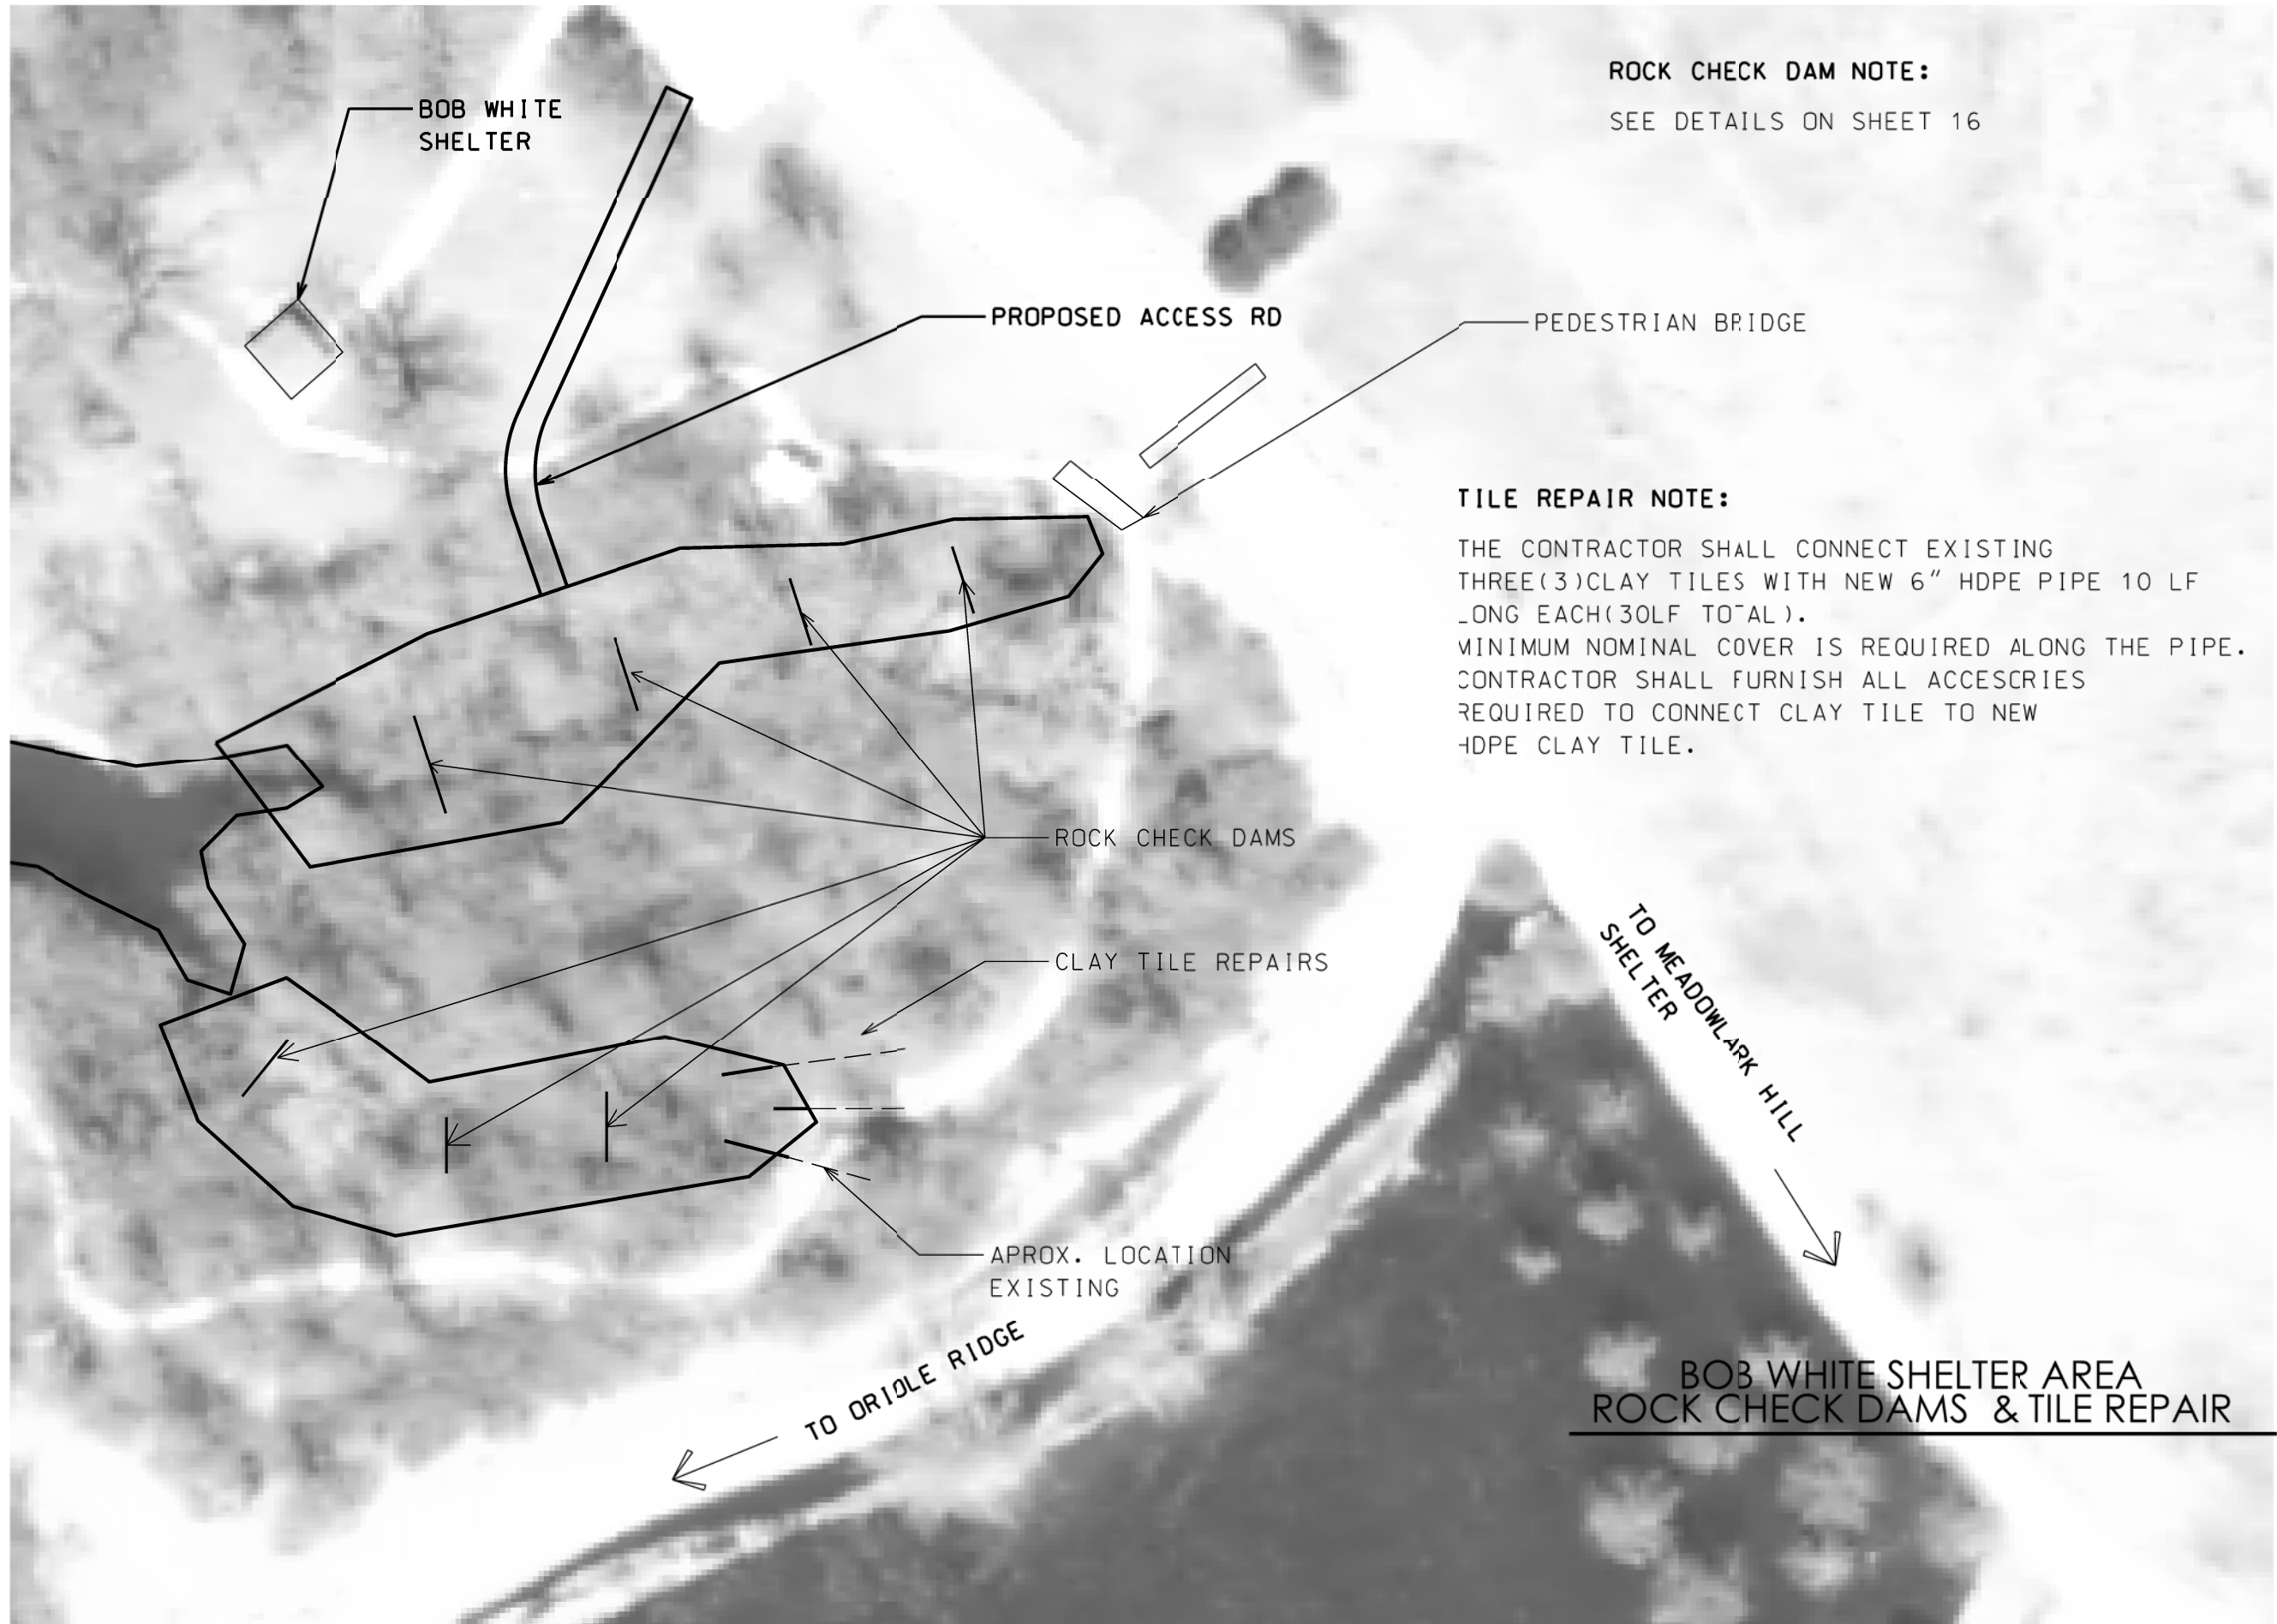 ROCK CHECK DAM NOTE:
SEE DETAILS ON SHEET 16
BOB WHITE
SHELTER
PROPOSED ACCESS RD
PEDESTRIAN BRIDGE
TILE REPAIR NOTE:
THE CONTRACTOR SHALL CONNECT EXISTING
THREE(3)CLAY TILES WITH NEW 6" HDPE PIPE 10 LF
LONG EACH(30LF TOTAL).
MINIMUM NOMINAL COVER IS REQUIRED ALONG THE PIPE.
CONTRACTOR SHALL FURNISH ALL ACCESCRIES
REQUIRED TO CONNECT CLAY TILE TO NEW
HDPE CLAY TILE.
ROCK CHECK DAMS
CLAY TILE REPAIRS
TO MEADOWLARK HILL
SHELTER
APROX. LOCATION
EXISTING
TO ORIOLE RIDGE
BOB WHITE SHELTER AREA
ROCK CHECK DAMS & TILE REPAIR